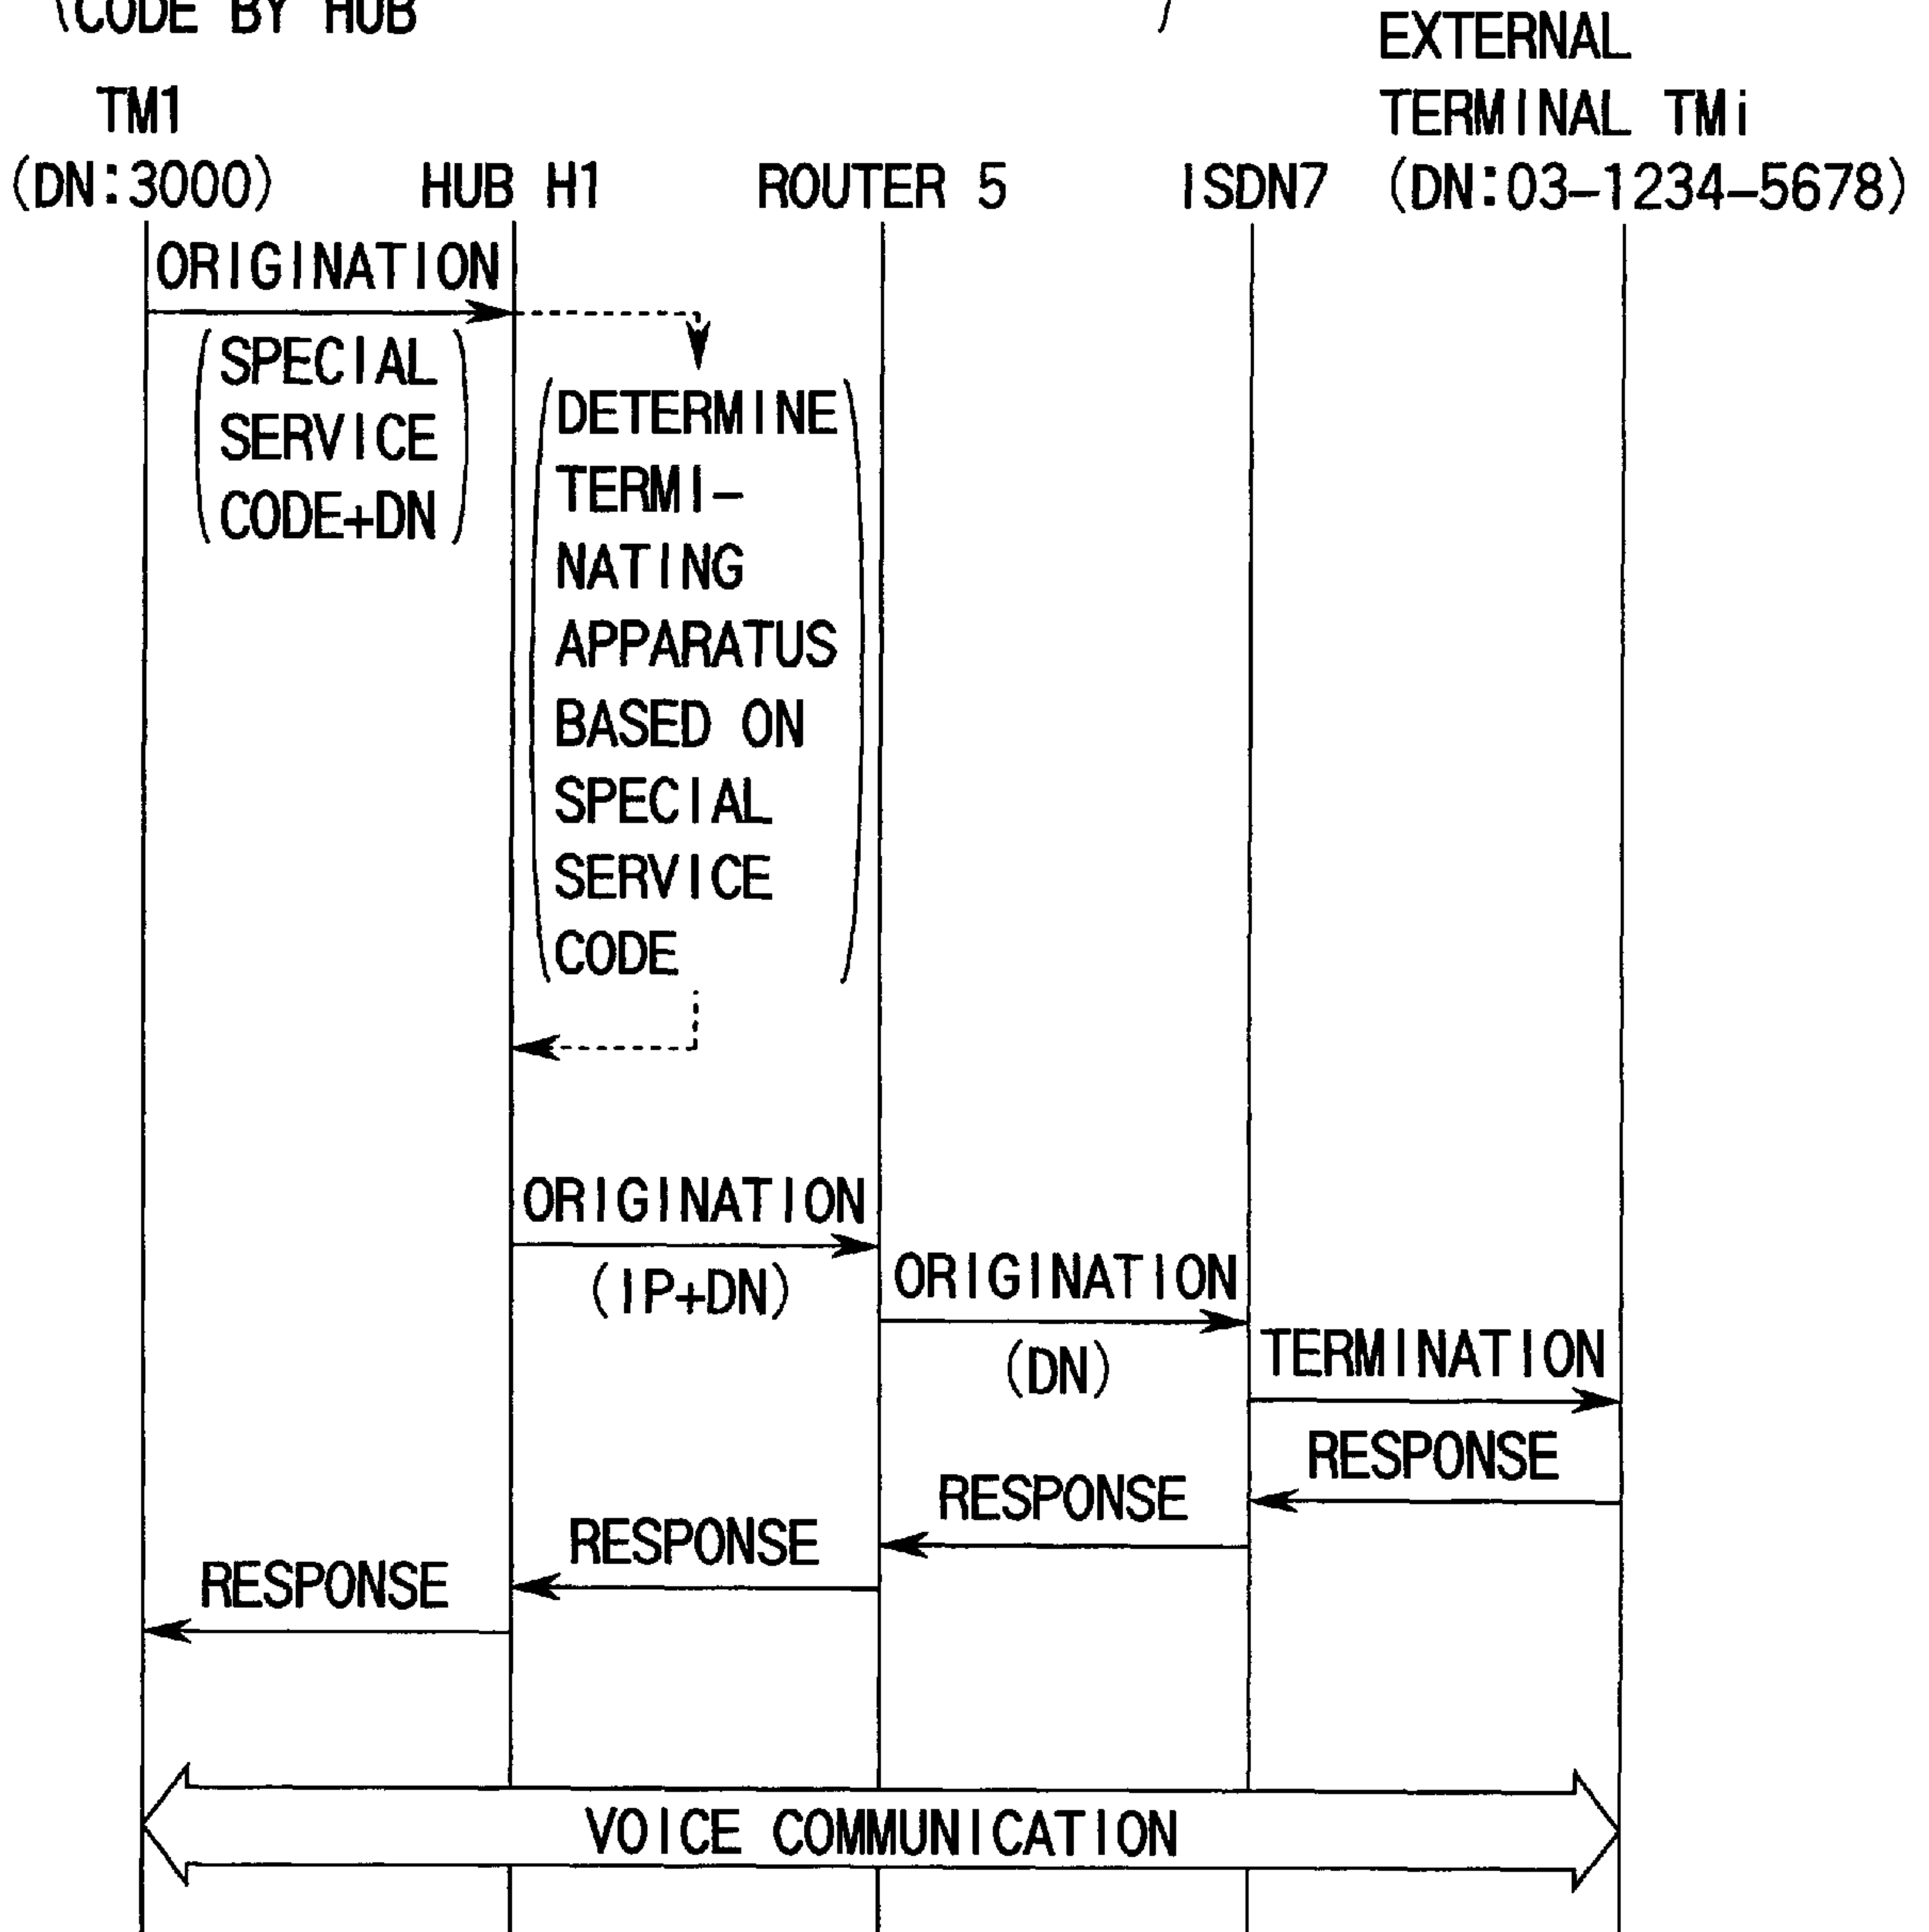 (CODE BY HUB )
EXTERNAL
TERMINAL TMi
TM1
(DN:3000)
HUB H1
ROUTER 5
ISDN7
(DN:03-1234-5678)
ORIGINATION
(SPECIAL
SERVICE
CODE+DN)
(DETERMINE
TERMI-
NATING
APPARATUS
BASED ON
SPECIAL
SERVICE
CODE)
ORIGINATION
(IP+DN)
ORIGINATION
(DN)
TERMINATION
RESPONSE
RESPONSE
RESPONSE
RESPONSE
VOICE COMMUNICATION